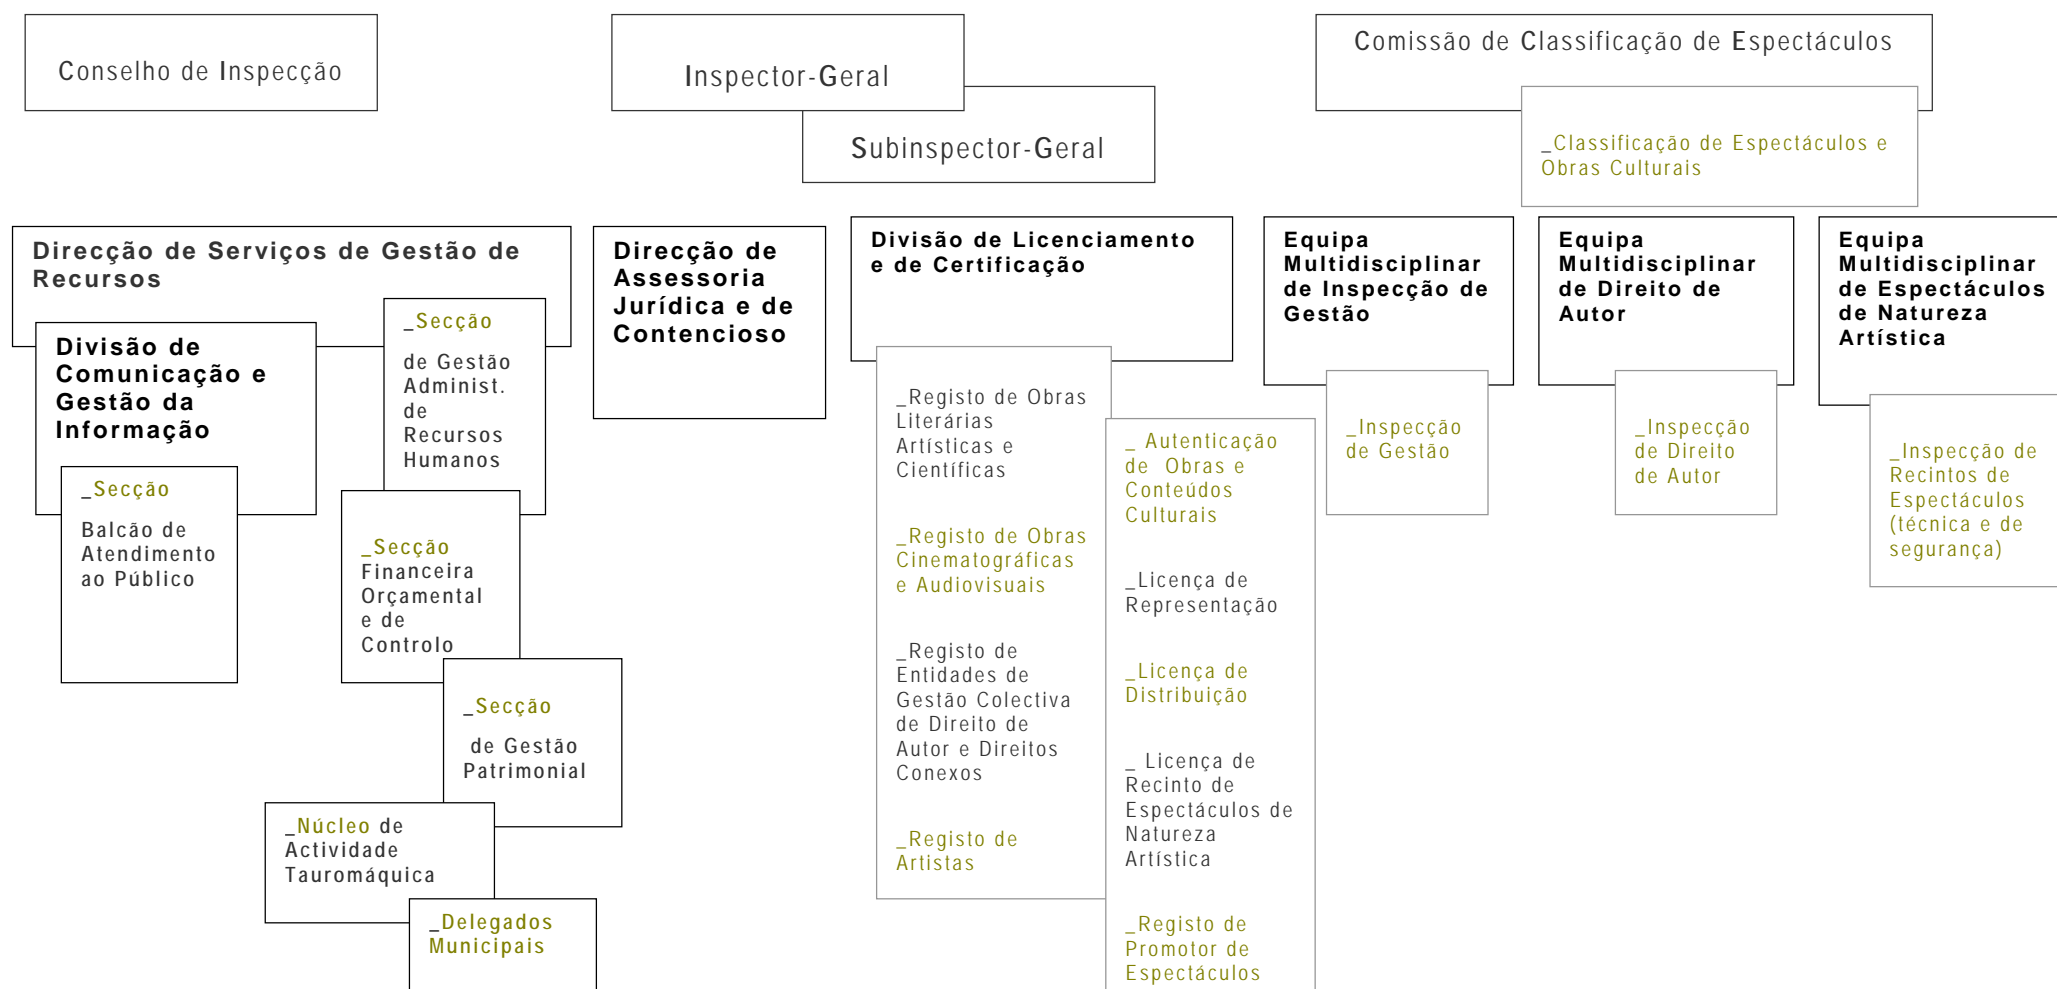 Conselho de Inspecção
Inspector-Geral
Subinspector-Geral
Comissão de Classificação de Espectáculos
_Classificação de Espectáculos e
Obras Culturais
Direcção de Serviços de Gestão de
Recursos
Divisão de
Comunicação e
Gestão da
Informação
_Secção
Balcão de
Atendimento
ao Público
_Secção
de Gestão
Administ.
de
Recursos
Humanos
_Secção
Financeira
Orçamental
e de
Controlo
_Secção
de Gestão
Patrimonial
_Núcleo de
Actividade
Tauromáquica
_Delegados
Municipais
Direcção de
Assessoria
Jurídica e de
Contencioso
Divisão de Licenciamento
e de Certificação
_Registo de Obras
Literárias
Artísticas e
Científicas
_Registo de Obras
Cinematográficas
e Audiovisuais
_Registo de
Entidades de
Gestão Colectiva
de Direito de
Autor e Direitos
Conexos
_Registo de
Artistas
_ Autenticação
de Obras e
Conteúdos
Culturais
_Licença de
Representação
_Licença de
Distribuição
_ Licença de
Recinto de
Espectáculos de
Natureza
Artística
_Registo de
Promotor de
Espectáculos
Equipa
Multidisciplinar
de Inspecção de
Gestão
_Inspecção
de Gestão
Equipa
Multidisciplinar
de Direito de
Autor
_Inspecção
de Direito
de Autor
Equipa
Multidisciplinar
de Espectáculos
de Natureza
Artística
_Inspecção de
Recintos de
Espectáculos
(técnica e de
segurança)